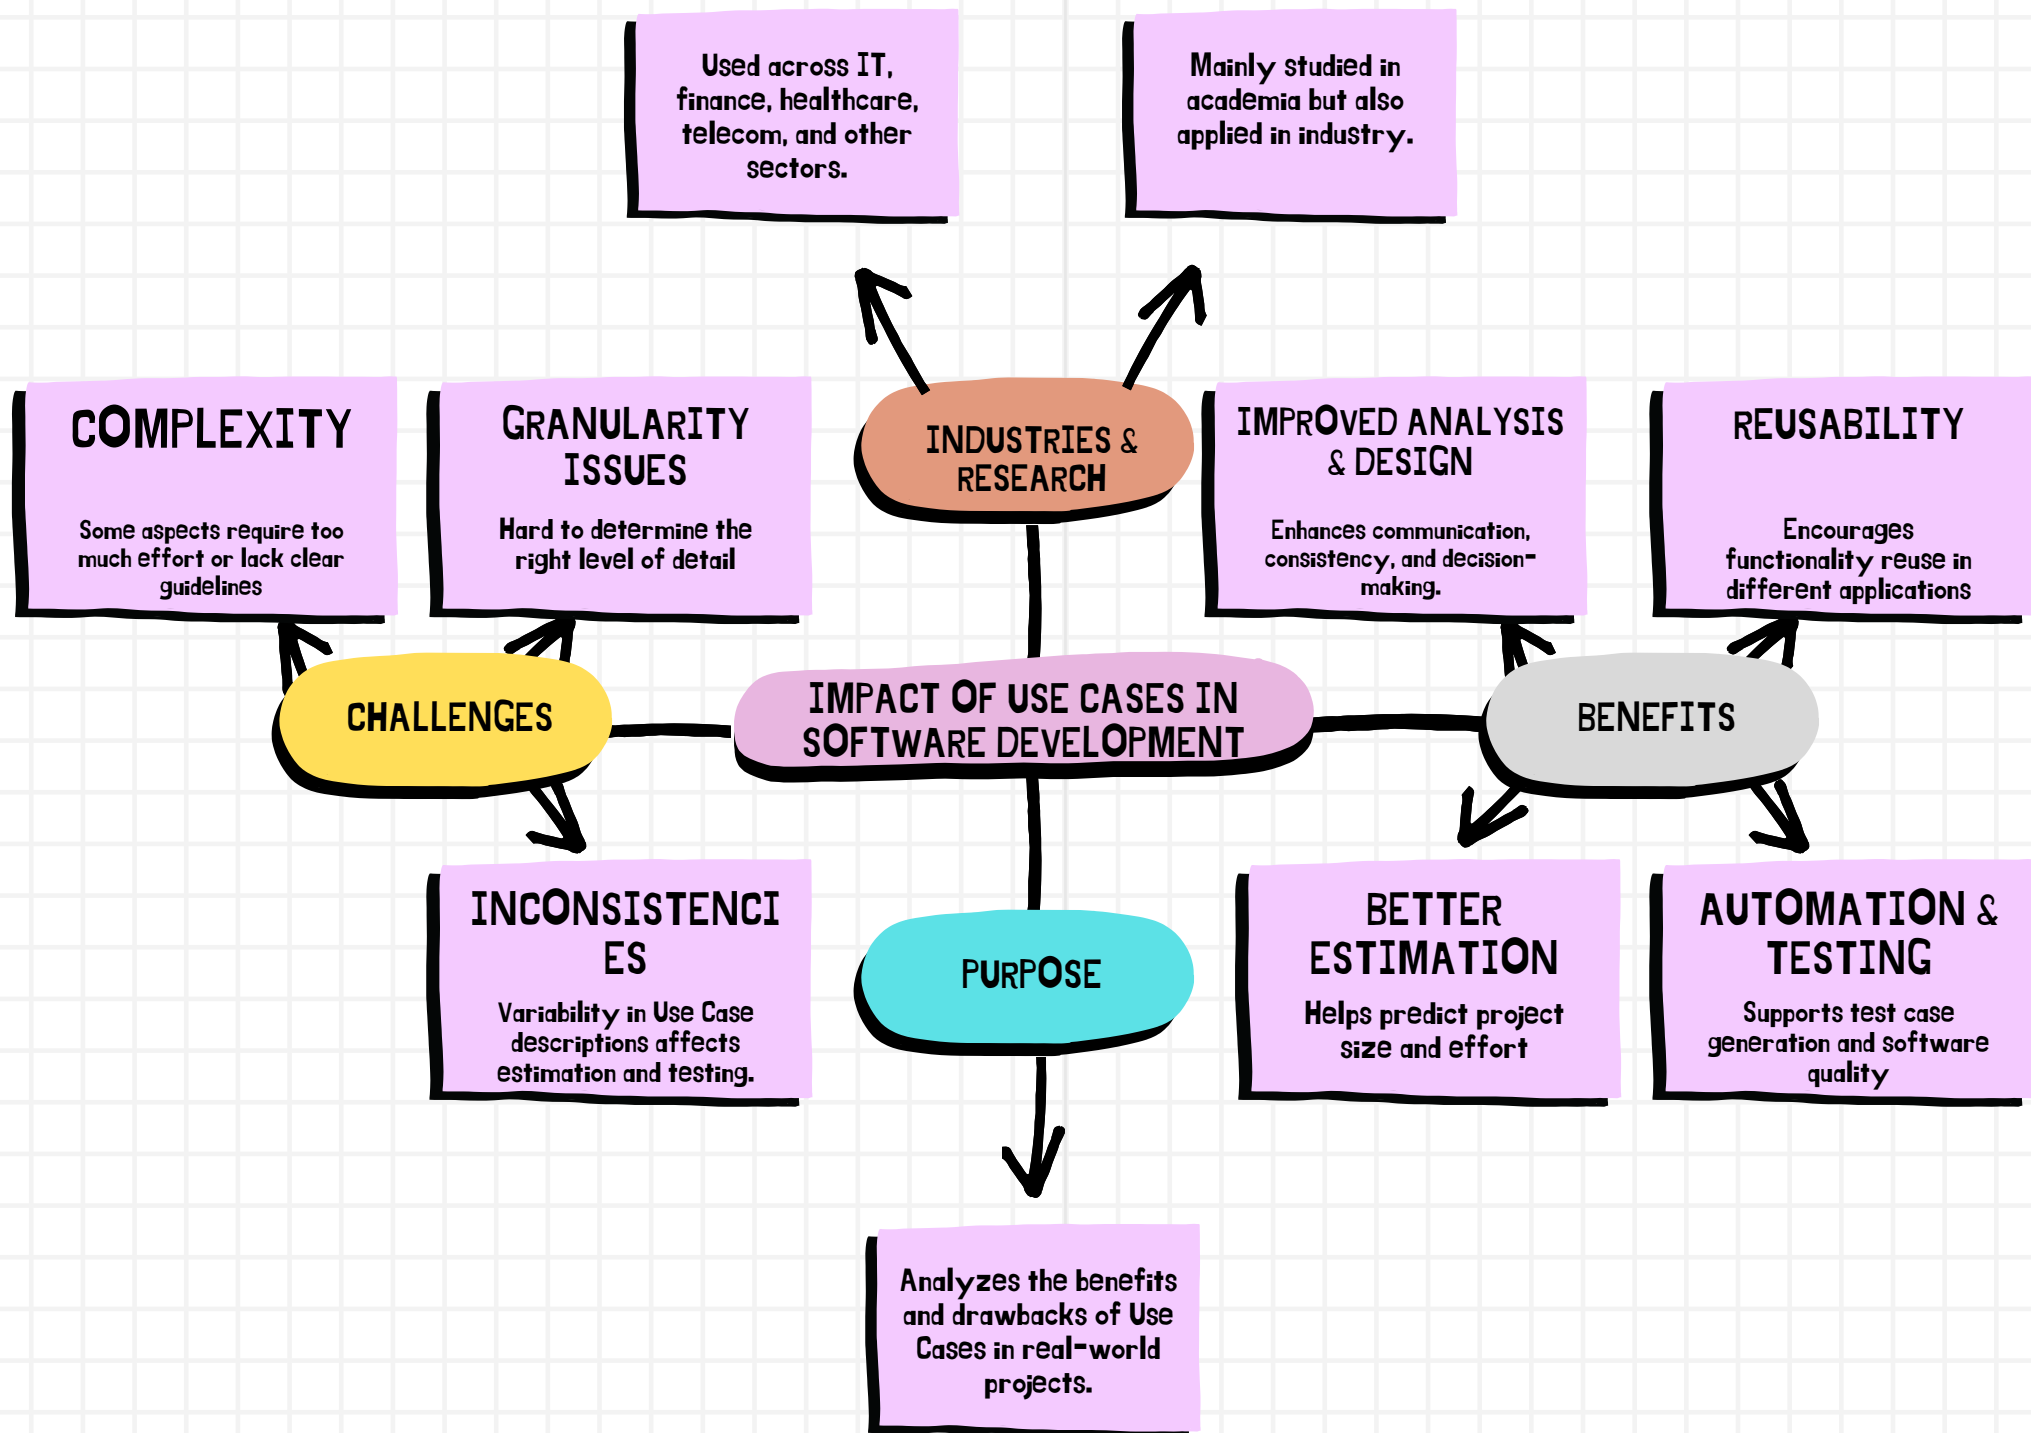 Used across IT,
finance, healthcare,
telecom, and other
sectors.
Mainly studied in
academia but also
applied in industry.
COMPLEXITY
Some aspects require too
much effort or lack clear
guidelines
GRANULARITY
ISSUES
Hard to determine the
right level of detail
INDUSTRIES &
RESEARCH
IMPROVED ANALYSIS
& DESIGN
Enhances communication,
consistency, and decision-
making.
REUSABILITY
Encourages
functionality reuse in
different applications
CHALLENGES
IMPACT OF USE CASES IN
SOFTWARE DEVELOPMENT
BENEFITS
INCONSISTENCI
ES
Variability in Use Case
descriptions affects
estimation and testing.
PURPOSE
BETTER
ESTIMATION
Helps predict project
size and effort
AUTOMATION &
TESTING
Supports test case
generation and software
quality
Analyzes the benefits
and drawbacks of Use
Cases in real-world
projects.